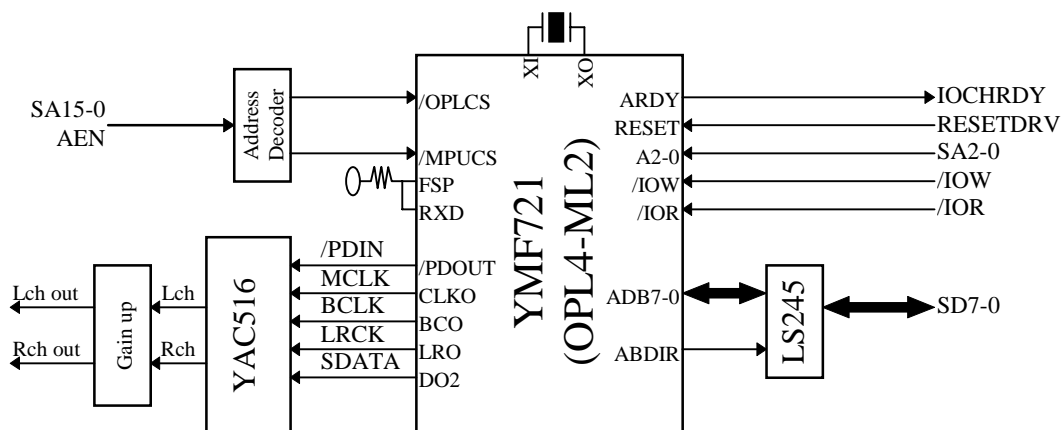 XI
XO
SA15-0
AEN
Address
Decoder
/OPLCS
/MPUCS
FSP
RXD
YMF721
(OPL4-ML2)
ARDY
RESET
A2-0
/IOW
/IOR
IOCHRDY
RESETDRV
SA2-0
/IOW
/IOR
Lch out
Rch out
Gain up
Lch
Rch
YAC516
/PDIN
MCLK
BCLK
LRCK
SDATA
/PDOUT
CLKO
BCO
LRO
DO2
ADB7-0
ABDIR
LS245
SD7-0